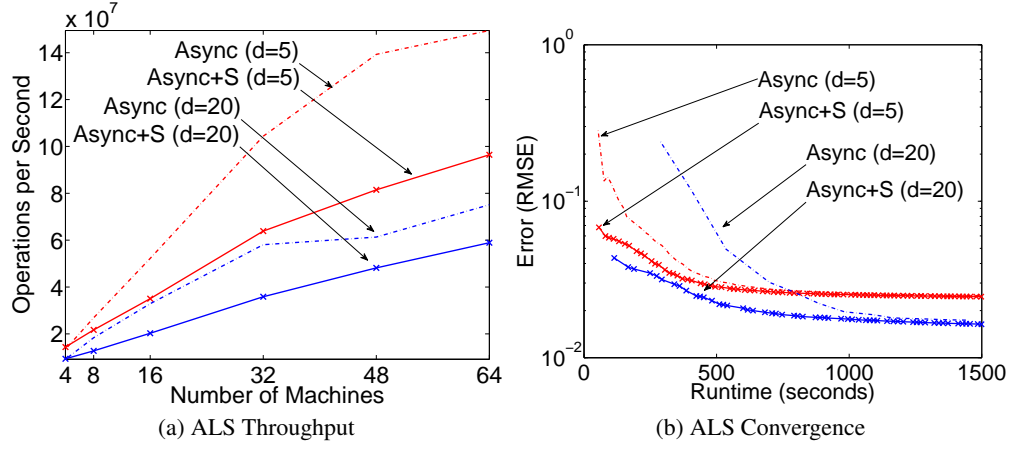 x 10^7
14
12
10
8
6
4
2
Operations per Second
Async (d=5)
Async+S (d=5)
Async (d=20)
Async+S (d=20)
4 8 16 32 48 64
Number of Machines
(a) ALS Throughput
10^0
10^-1
10^-2
Error (RMSE)
Async (d=5)
Async+S (d=5)
Async (d=20)
Async+S (d=20)
0 500 1000 1500
Runtime (seconds)
(b) ALS Convergence